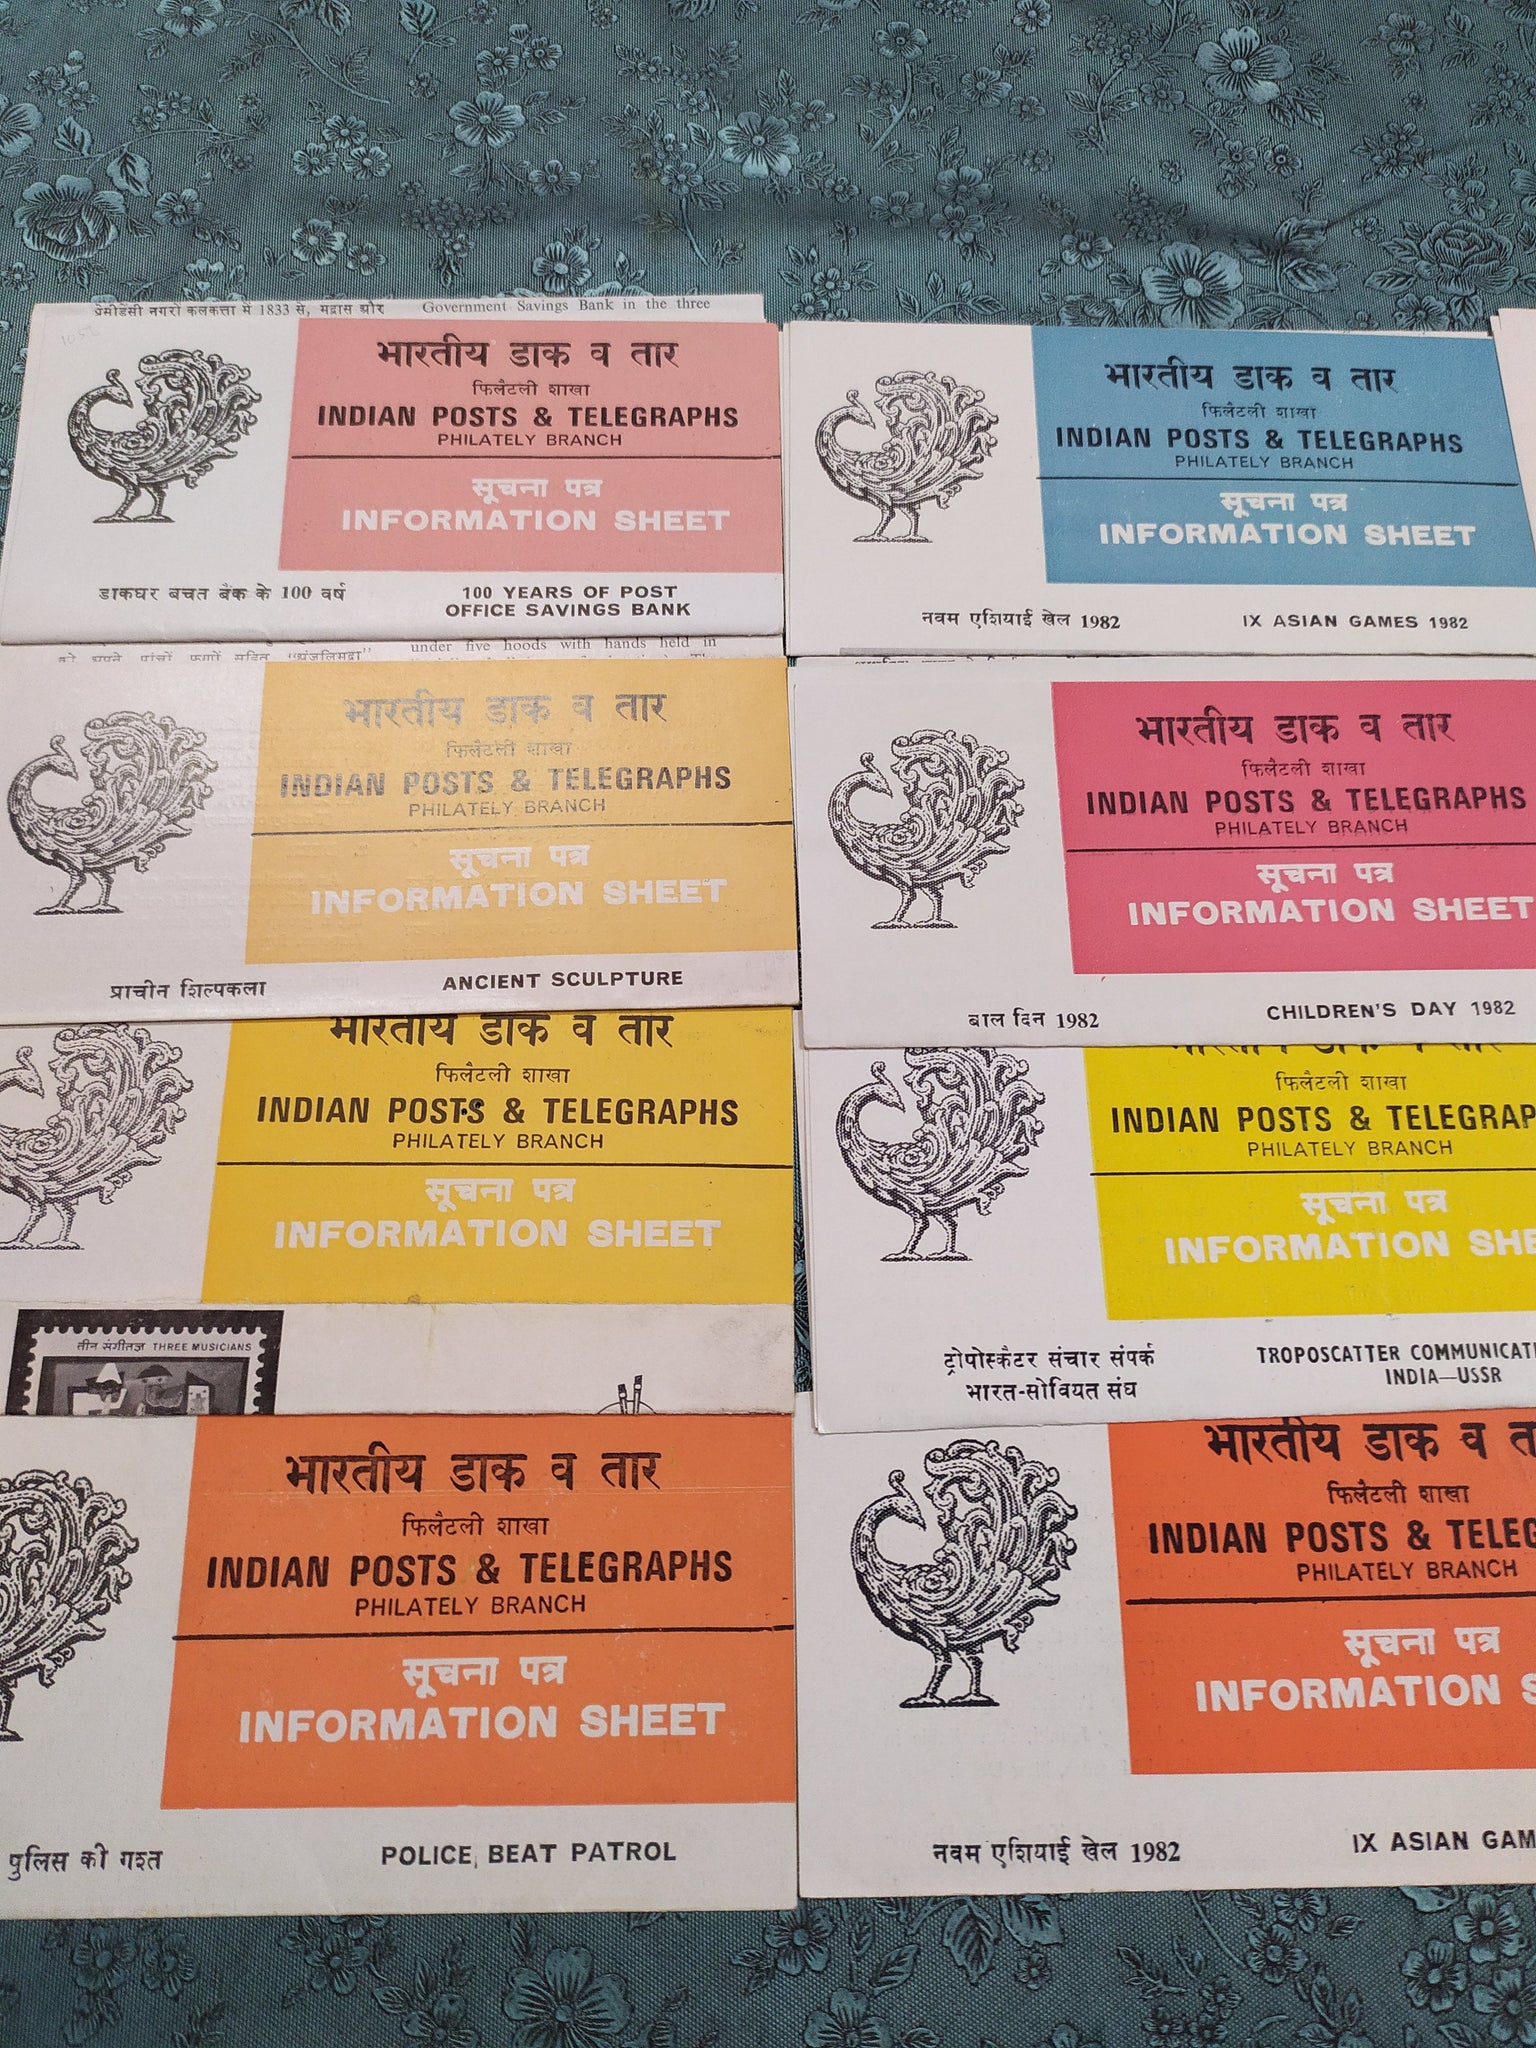 प्रेसीडेंसी नगरों कलकत्ता में 1833 से, मद्रास और
Government Savings Bank in the three
1052
भारतीय डाक व तार
फिलैटली शाखा
INDIAN POSTS & TELEGRAPHS
PHILATELY BRANCH
सूचना पत्र
INFORMATION SHEET
डाकघर बचत बैंक के 100 वर्ष
100 YEARS OF POST
OFFICE SAVINGS BANK
भारतीय डाक व तार
फिलैटली शाखा
INDIAN POSTS & TELEGRAPHS
PHILATELY BRANCH
सूचना पत्र
INFORMATION SHEET
नवम एशियाई खेल 1982
IX ASIAN GAMES 1982
under five hoods with hands held in
भारतीय डाक व तार
फिलैटली शाखा
INDIAN POSTS & TELEGRAPHS
PHILATELY BRANCH
सूचना पत्र
INFORMATION SHEET
प्राचीन शिल्पकला
ANCIENT SCULPTURE
भारतीय डाक व तार
फिलैटली शाखा
INDIAN POSTS & TELEGRAPHS
PHILATELY BRANCH
सूचना पत्र
INFORMATION SHEET
बाल दिन 1982
CHILDREN'S DAY 1982
भारतीय डाक व तार
फिलैटली शाखा
INDIAN POSTS & TELEGRAPHS
PHILATELY BRANCH
सूचना पत्र
INFORMATION SHEET
तीन संगीतज्ञ THREE MUSICIANS
भारतीय डाक व तार
फिलैटली शाखा
INDIAN POSTS & TELEGRAP
PHILATELY BRANCH
सूचना पत्र
INFORMATION SHE
ट्रोपोस्कैटर संचार संपर्क
भारत-सोवियत संघ
TROPOSCATTER COMMUNICAT
INDIA—USSR
भारतीय डाक व तार
फिलैटली शाखा
INDIAN POSTS & TELEGRAPHS
PHILATELY BRANCH
सूचना पत्र
INFORMATION SHEET
पुलिस की गश्त
POLICE BEAT PATROL
भारतीय डाक व त
फिलैटली शाखा
INDIAN POSTS & TELEG
PHILATELY BRANCH
सूचना पत्र
INFORMATION S
नवम एशियाई खेल 1982
IX ASIAN GAM